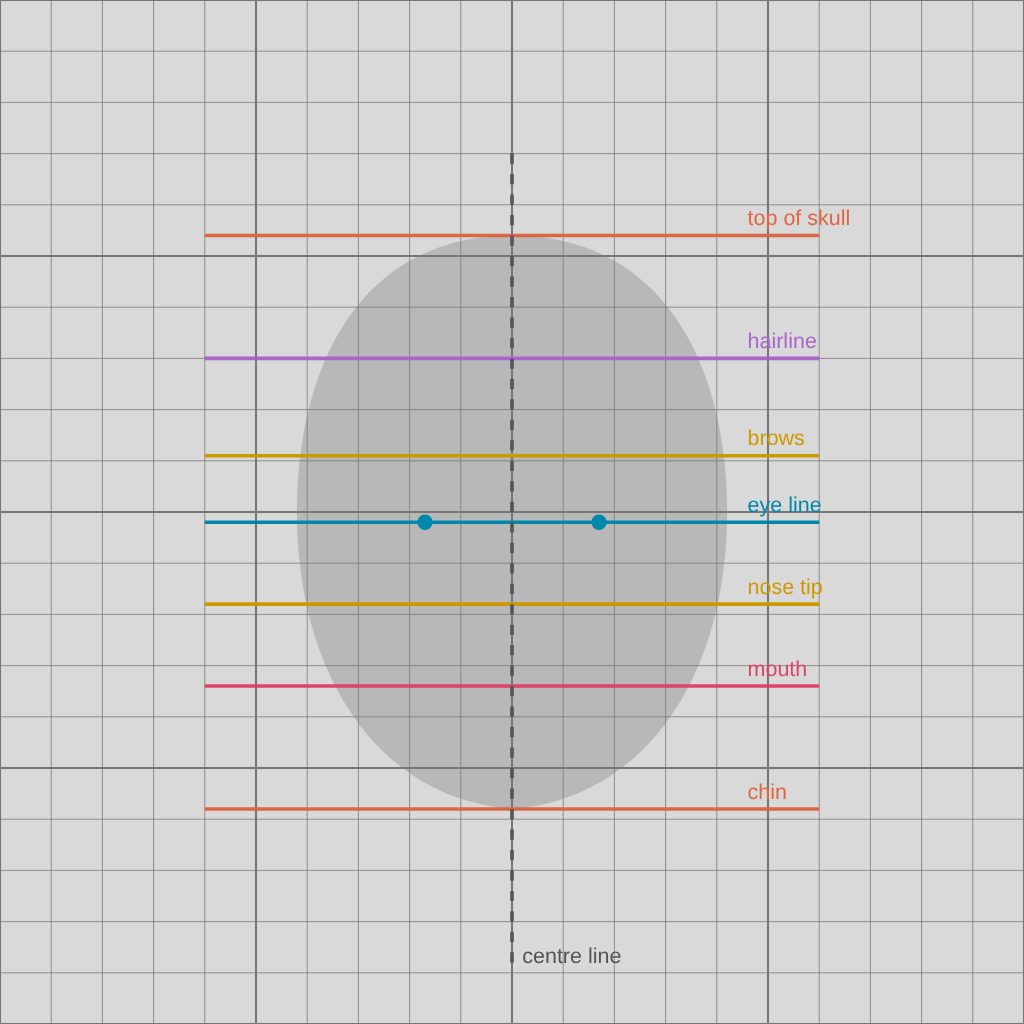 top of skull
hairline
brows
eye line
nose tip
mouth
chin
centre line